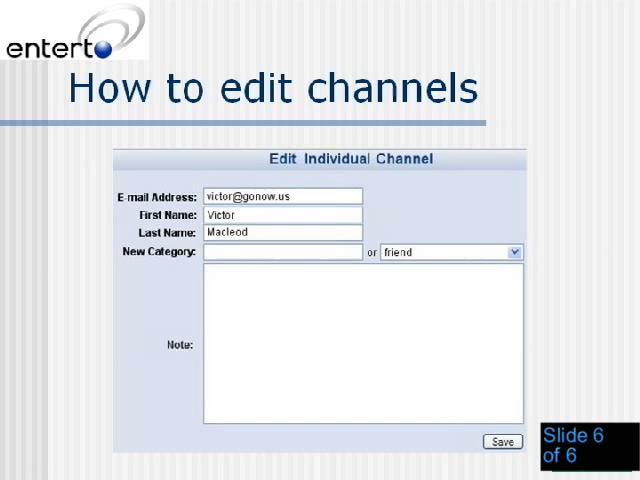 entert
How to edit channels
Edit Individual Channel
E-mail Address: victor@gonow.us
First Name: Victor
Last Name: Macleod
New Category: or friend
Note:
Save
Slide 6
of 6